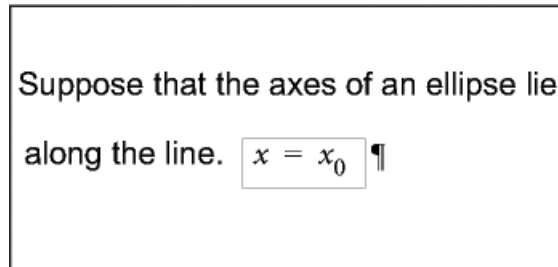 Suppose that the axes of an ellipse lie
along the line. x = x₀ ¶